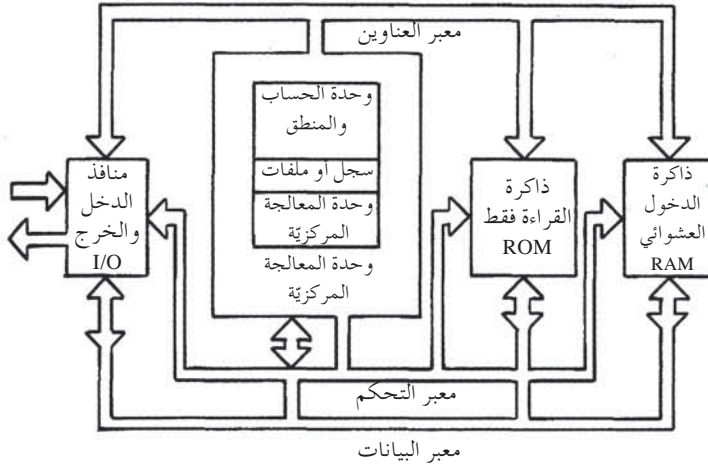 معبر العناوين
وحدة الحساب
والمنطق
سجل أو ملفات
وحدة المعالجة
المركزيّة
وحدة المعالجة
المركزيّة
منافذ
الدخل
والخرج
I/O
ذاكرة
القراءة فقط
ROM
ذاكرة
الدخول
العشوائي
RAM
معبر التحكم
معبر البيانات